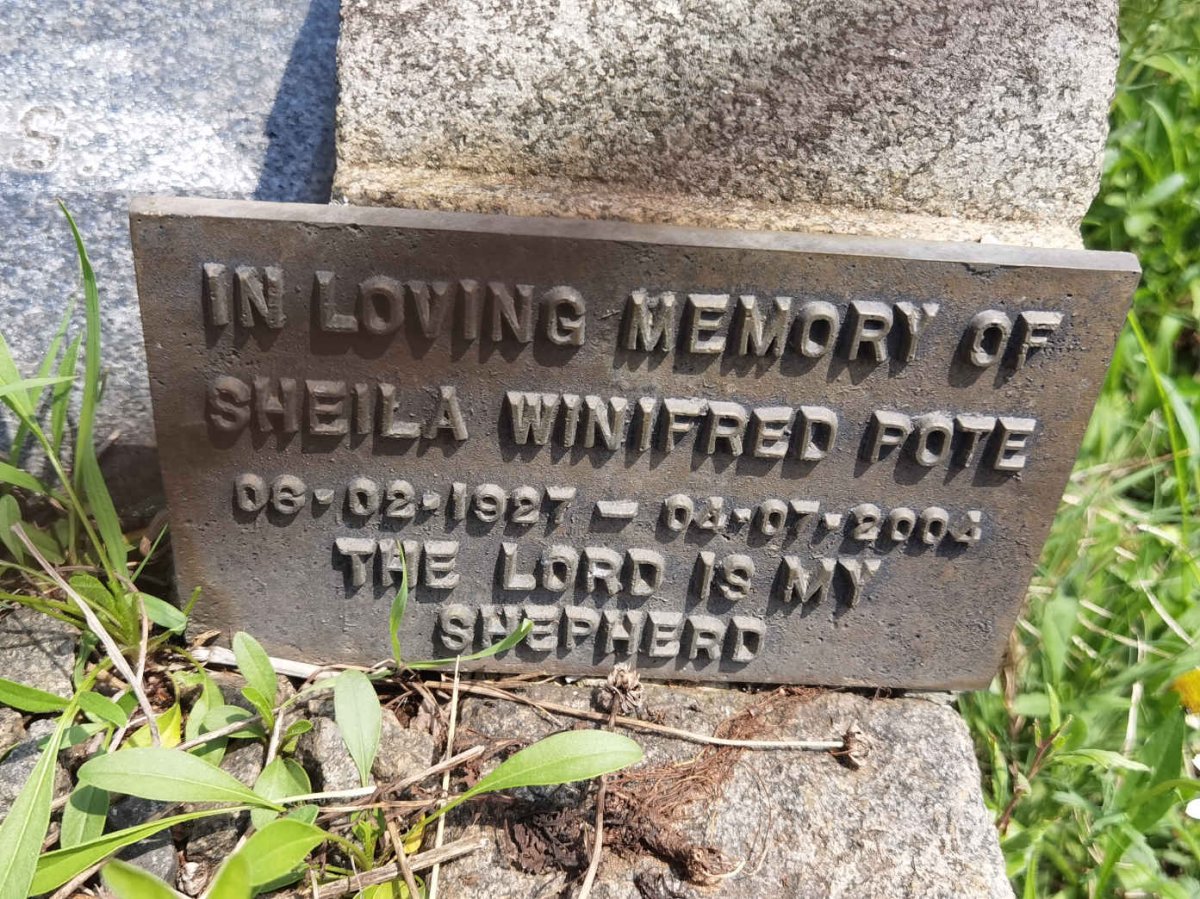 S
IN LOVING MEMORY OF
SHEILA WINIFRED POTE
06-02-1927 — 04-07-2004
THE LORD IS MY
SHEPHERD